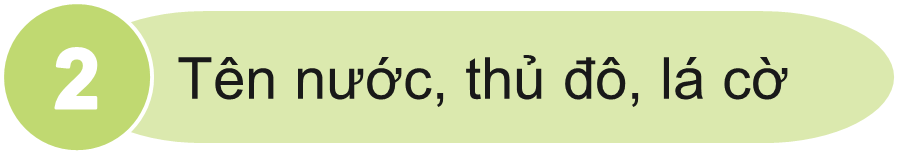 2 Tên nước, thủ đô, lá cờ